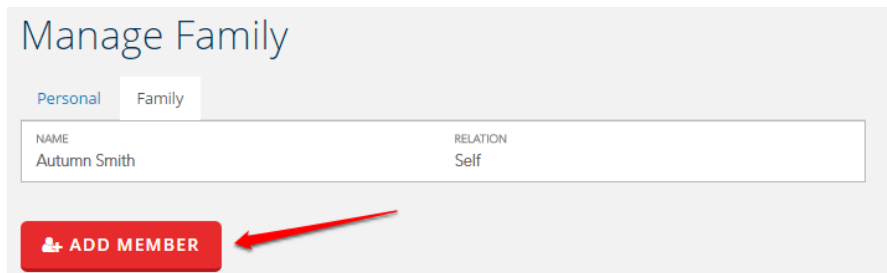 Manage Family
Personal Family
NAME RELATION
Autumn Smith Self
ADD MEMBER